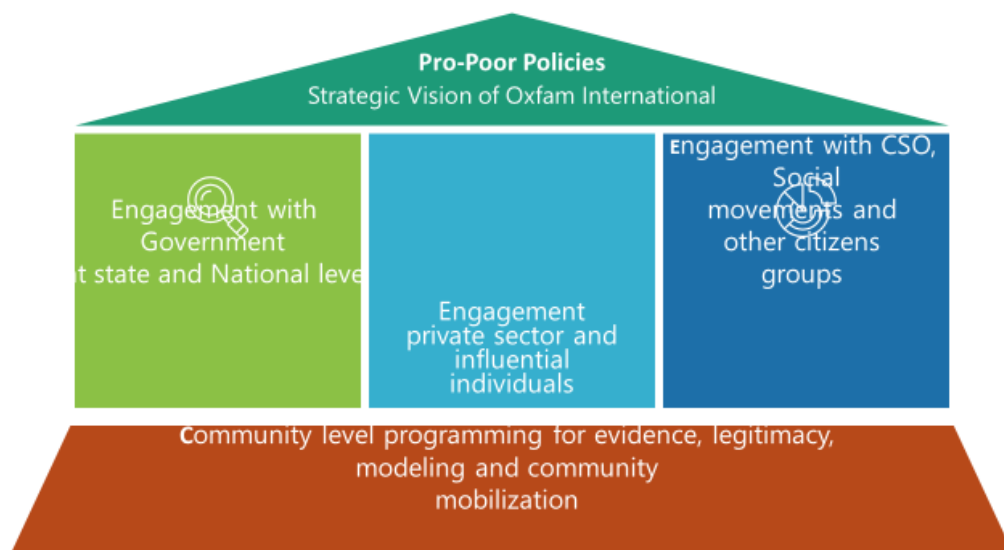 Pro-Poor Policies
Strategic Vision of Oxfam International
Engagement with
Government
at state and National leve
Engagement
private sector and
influential
individuals
Engagement with CSO,
Social
movements and
other citizens
groups
Community level programming for evidence, legitimacy,
modeling and community
mobilization